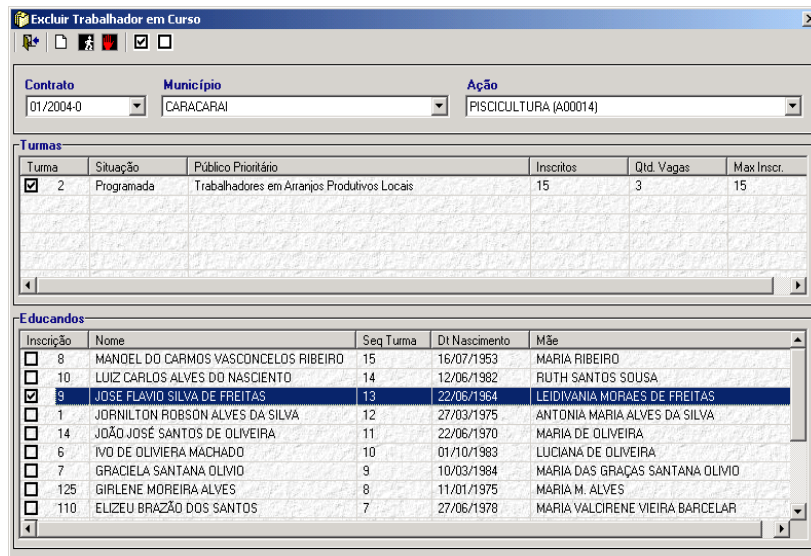 Excluir Trabalhador em Curso
Contrato Município Ação
01/2004-0 CARACARAI PISCICULTURA (A00014)
Turmas
Turma Situação Público Prioritário Inscritos Qtd. Vagas Max Inscr.
2 Programada Trabalhadores em Arranjos Produtivos Locais 15 3 15
Educandos
Inscrição Nome Seq Turma Dt Nascimento Mãe
8 MANOEL DO CARMOS VASCONCELOS RIBEIRO 15 16/07/1953 MARIA RIBEIRO
10 LUIZ CARLOS ALVES DO NASCIENTO 14 12/06/1982 RUTH SANTOS SOUSA
9 JOSE FLAVIO SILVA DE FREITAS 13 22/06/1964 LEIDIVANIA MORAES DE FREITAS
1 JORNILTON ROBSON ALVES DA SILVA 12 27/03/1975 ANTONIA MARIA ALVES DA SILVA
14 JOÃO JOSÉ SANTOS DE OLIVEIRA 11 22/06/1970 MARIA DE OLIVEIRA
6 IVO DE OLIVIERA MACHADO 10 01/10/1983 LUCIANA DE OLIVEIRA
7 GRACIELA SANTANA OLIVIO 9 10/03/1984 MARIA DAS GRAÇAS SANTANA OLIVIO
125 GIRLENE MOREIRA ALVES 8 11/01/1975 MARIA M. ALVES
110 ELIZEU BRAZÃO DOS SANTOS 7 27/06/1978 MARIA VALCIRENE VIEIRA BARCELAR